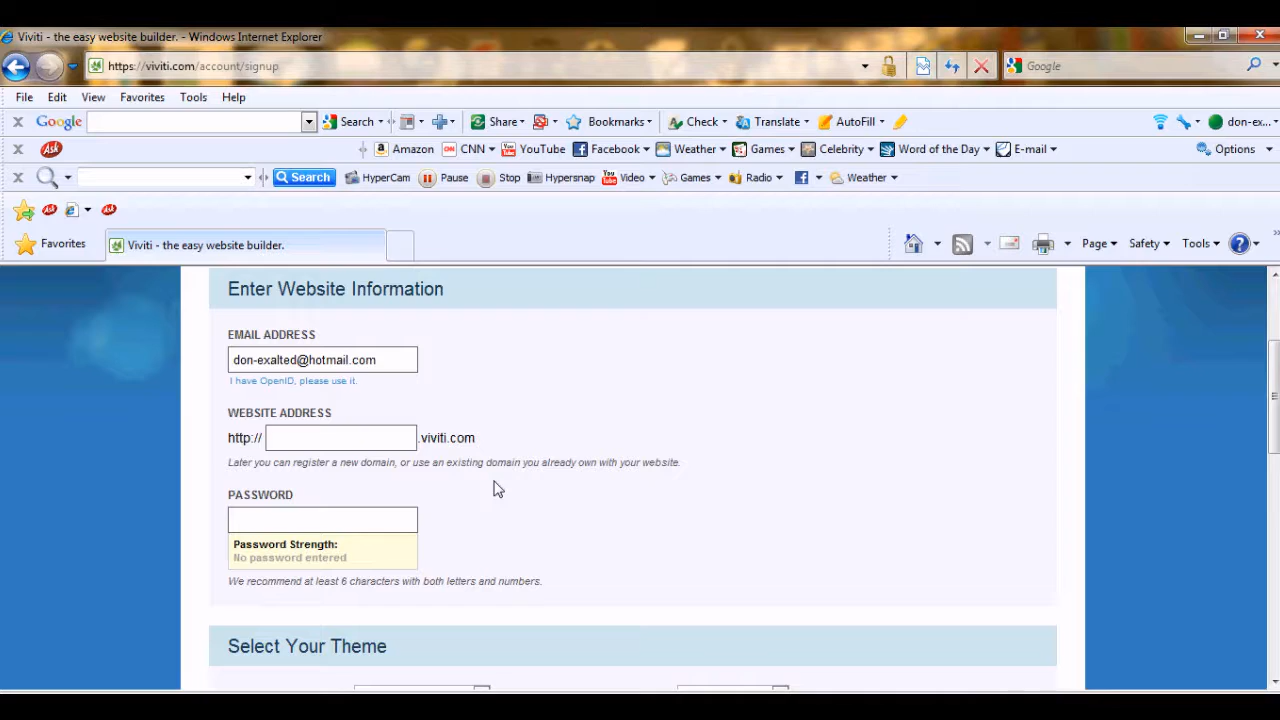 Viviti - the easy website builder. - Windows Internet Explorer
https://viviti.com/account/signup
Google
File Edit View Favorites Tools Help
Google Search Share Bookmarks Check Translate AutoFill don-ex...
Ask Amazon CNN YouTube Facebook Weather Games Celebrity Word of the Day E-mail Options
Search HyperCam Pause Stop Hypersnap Video Games Radio Weather
Favorites Viviti - the easy website builder. Page Safety Tools
Enter Website Information
EMAIL ADDRESS
don-exalted@hotmail.com
I have OpenID, please use it.
WEBSITE ADDRESS
http:// .viviti.com
Later you can register a new domain, or use an existing domain you already own with your website.
PASSWORD
Password Strength:
No password entered
We recommend at least 6 characters with both letters and numbers.
Select Your Theme